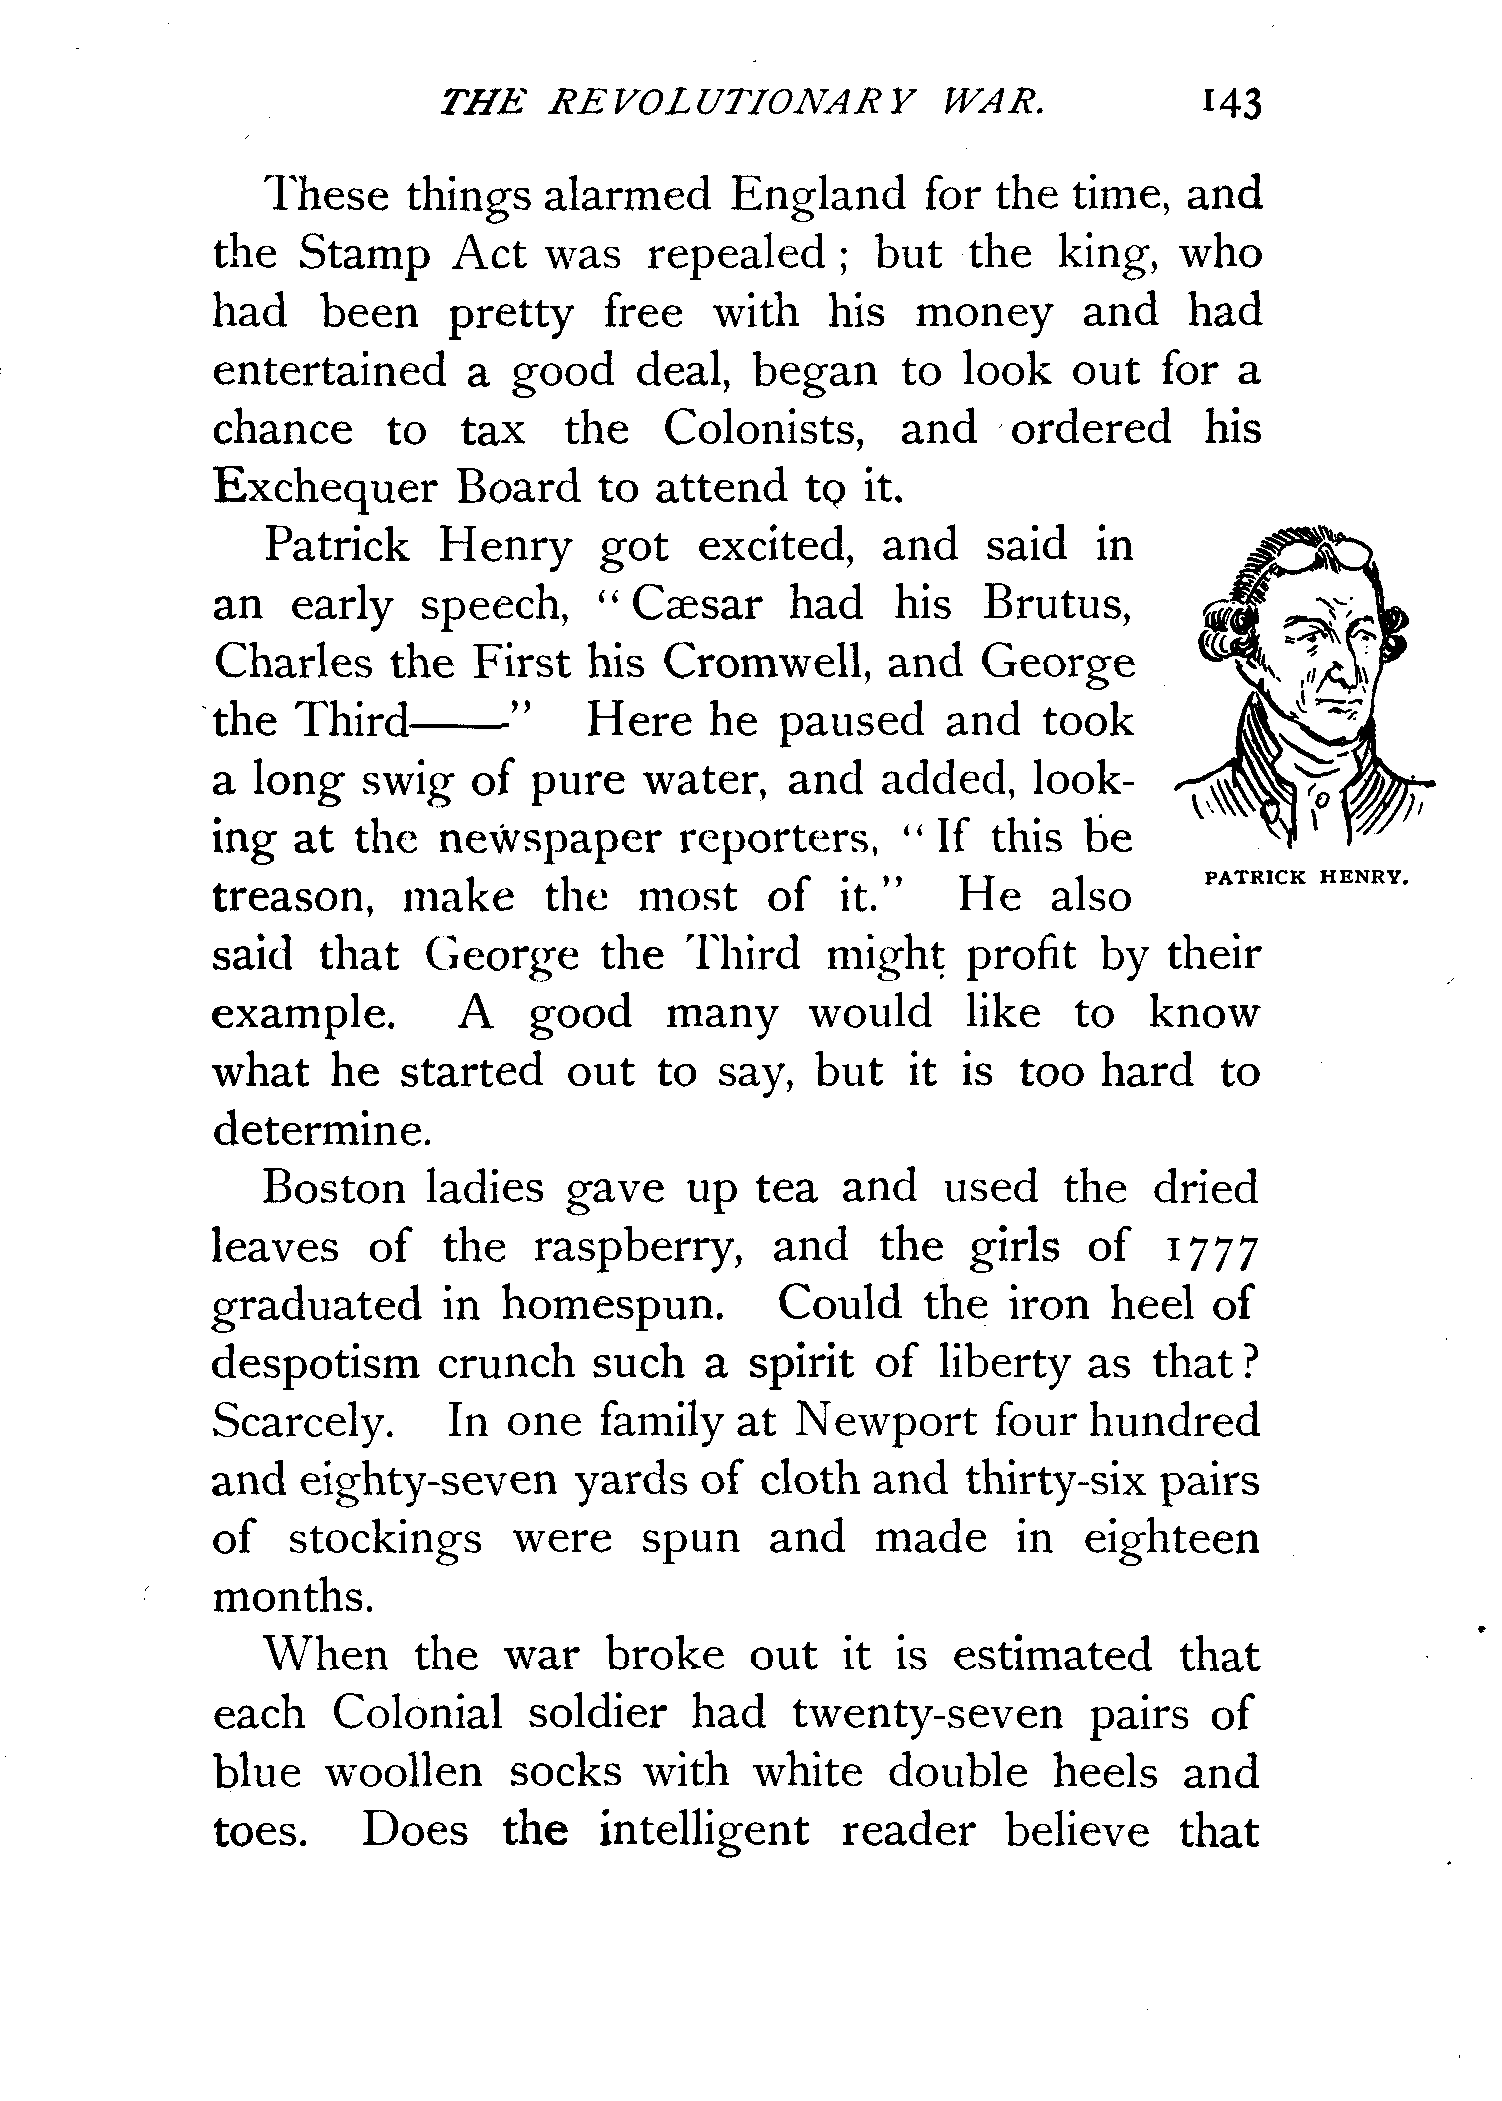 THE REVOLUTIONARY WAR. 143
These things alarmed England for the time, and
the Stamp Act was repealed ; but the king, who
had been pretty free with his money and had
entertained a good deal, began to look out for a
chance to tax the Colonists, and ordered his
Exchequer Board to attend to it.
Patrick Henry got excited, and said in
an early speech, “ Cæsar had his Brutus,
Charles the First his Cromwell, and George
the Third——” Here he paused and took
a long swig of pure water, and added, look-
ing at the newspaper reporters, “ If this be
treason, make the most of it.” He also
said that George the Third might profit by their
example. A good many would like to know
what he started out to say, but it is too hard to
determine.
PATRICK HENRY.
Boston ladies gave up tea and used the dried
leaves of the raspberry, and the girls of 1777
graduated in homespun. Could the iron heel of
despotism crunch such a spirit of liberty as that ?
Scarcely. In one family at Newport four hundred
and eighty-seven yards of cloth and thirty-six pairs
of stockings were spun and made in eighteen
months.
When the war broke out it is estimated that
each Colonial soldier had twenty-seven pairs of
blue woollen socks with white double heels and
toes. Does the intelligent reader believe that